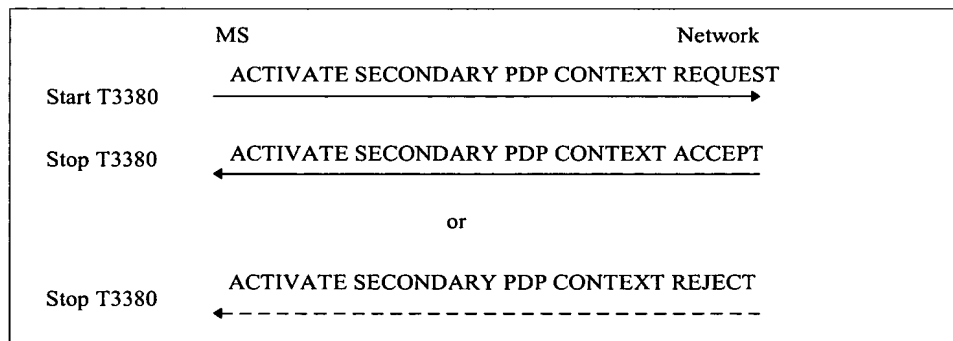 MS Network
ACTIVATE SECONDARY PDP CONTEXT REQUEST
Start T3380
Stop T3380 ACTIVATE SECONDARY PDP CONTEXT ACCEPT
or
ACTIVATE SECONDARY PDP CONTEXT REJECT
Stop T3380